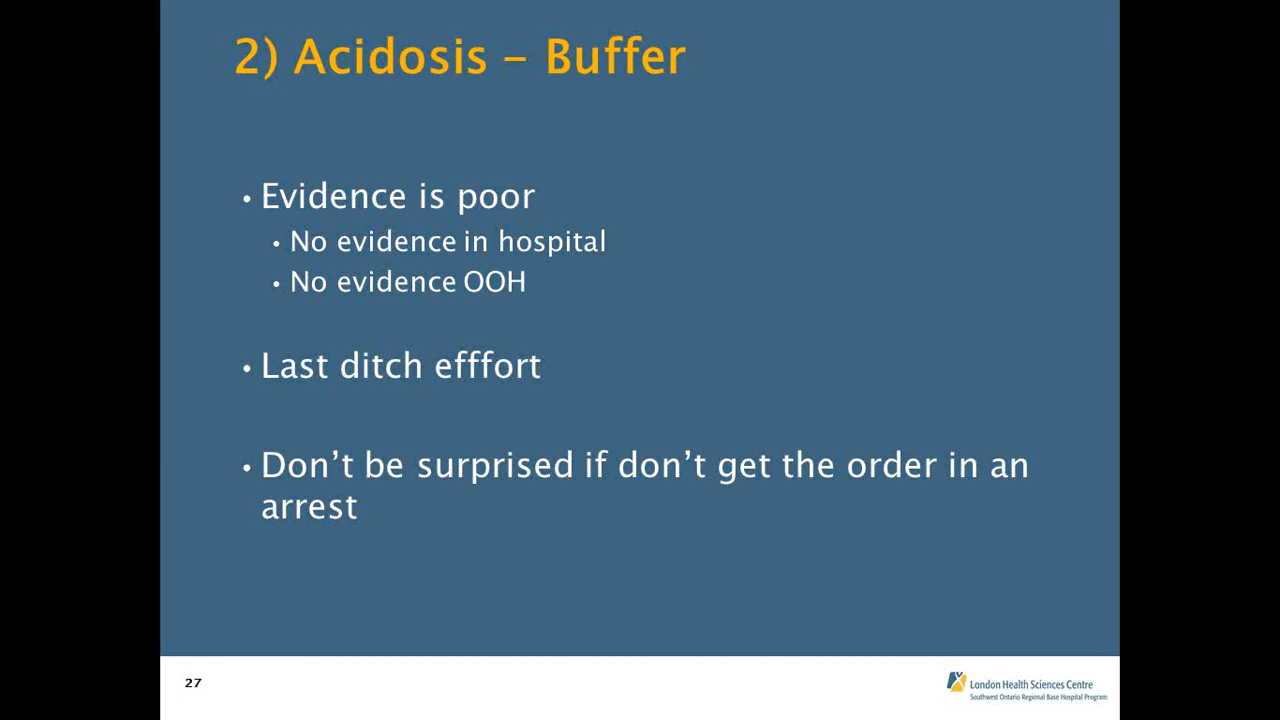 2) Acidosis – Buffer
• Evidence is poor
• No evidence in hospital
• No evidence OOH
• Last ditch efffort
• Don’t be surprised if don’t get the order in an
arrest
27
London Health Sciences Centre
Southwest Ontario Regional Base Hospital Program